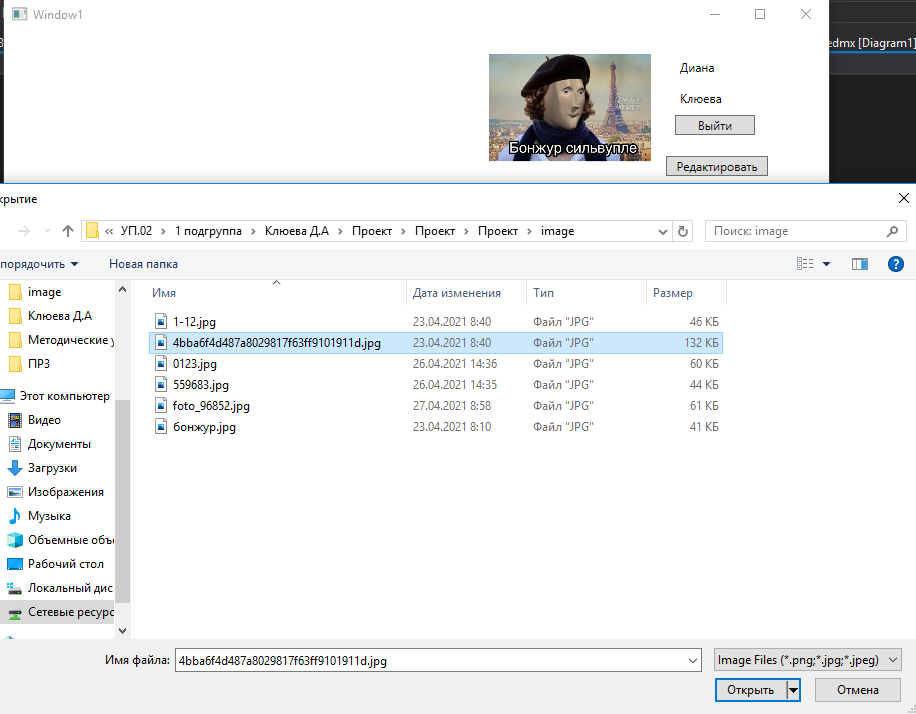 Window1
edmx [Diagram1]
Диана
Клюева
Выйти
Редактировать
Бонжур сильвупле
крытие
« УП.02 › 1 подгруппа › Клюева Д.А › Проект › Проект › Проект › image
Поиск: image
порядочить
Новая папка
Имя
Дата изменения
Тип
Размер
image
Клюева Д.А
Методические у
ПР3
Этот компьютер
Видео
Документы
Загрузки
Изображения
Музыка
Объемные объе
Рабочий стол
Локальный дис
Сетевые ресурс
1-12.jpg 23.04.2021 8:40 Файл "JPG" 46 КБ
4bba6f4d487a8029817f63ff9101911d.jpg 23.04.2021 8:40 Файл "JPG" 132 КБ
0123.jpg 26.04.2021 14:36 Файл "JPG" 60 КБ
559683.jpg 26.04.2021 14:35 Файл "JPG" 44 КБ
foto_96852.jpg 27.04.2021 8:58 Файл "JPG" 61 КБ
бонжур.jpg 23.04.2021 8:10 Файл "JPG" 41 КБ
Имя файла: 4bba6f4d487a8029817f63ff9101911d.jpg
Image Files (*.png;*.jpg;*.jpeg)
Открыть
Отмена